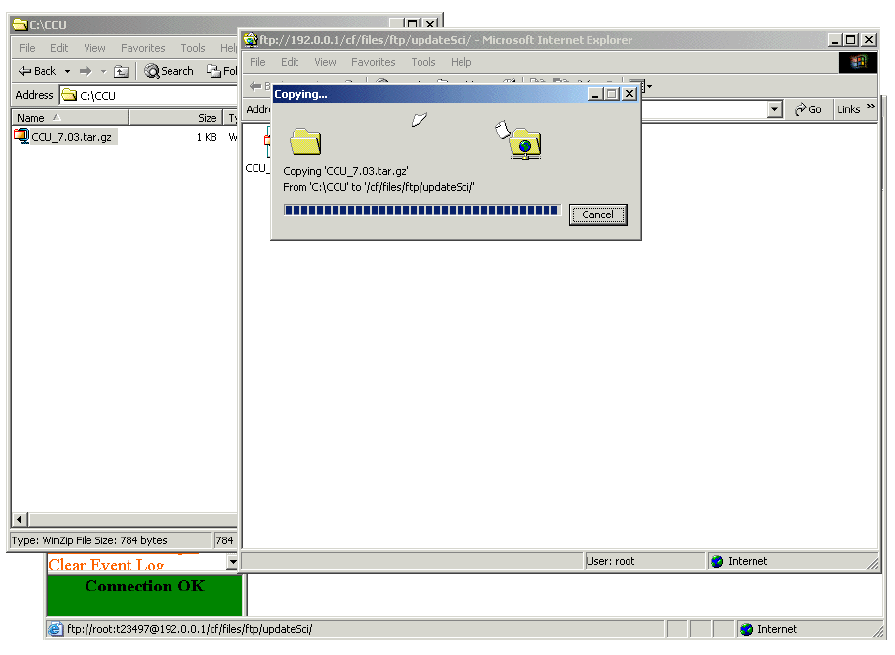 C:\CCU
File Edit View Favorites Tools Help
Back Search Fol
Address C:\CCU
Name Size Ty
CCU_7.03.tar.gz 1 KB W
Type: WinZip File Size: 784 bytes 784
ftp://192.0.0.1/cf/files/ftp/updateSci/ - Microsoft Internet Explorer
File Edit View Favorites Tools Help
Addr Go Links »
CCU_
Copying...
Copying 'CCU_7.03.tar.gz'
From 'C:\CCU' to '/cf/files/ftp/updateSci/'
Cancel
User: root Internet
Clear Event Log
Connection OK
ftp://root:t23497@192.0.0.1/cf/files/ftp/updateSci/ Internet